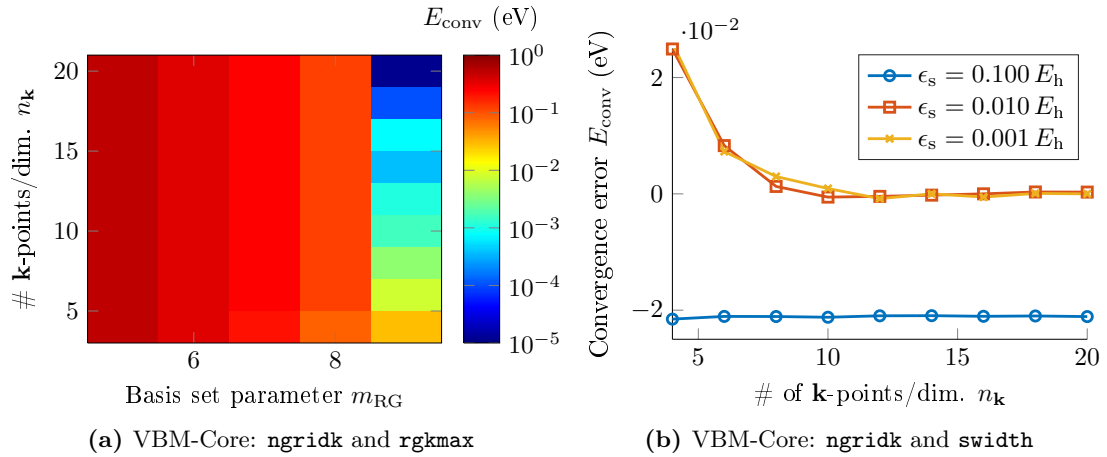 E_conv (eV)
20
15
10
5
6
8
# k-points/dim. n_k
Basis set parameter m_RG
10^0
10^−1
10^−2
10^−3
10^−4
10^−5
(a) VBM-Core: ngridk and rgkmax
·10^−2
2
0
−2
5
10
15
20
Convergence error E_conv (eV)
# of k-points/dim. n_k
ϵ_s = 0.100 E_h
ϵ_s = 0.010 E_h
ϵ_s = 0.001 E_h
(b) VBM-Core: ngridk and swidth